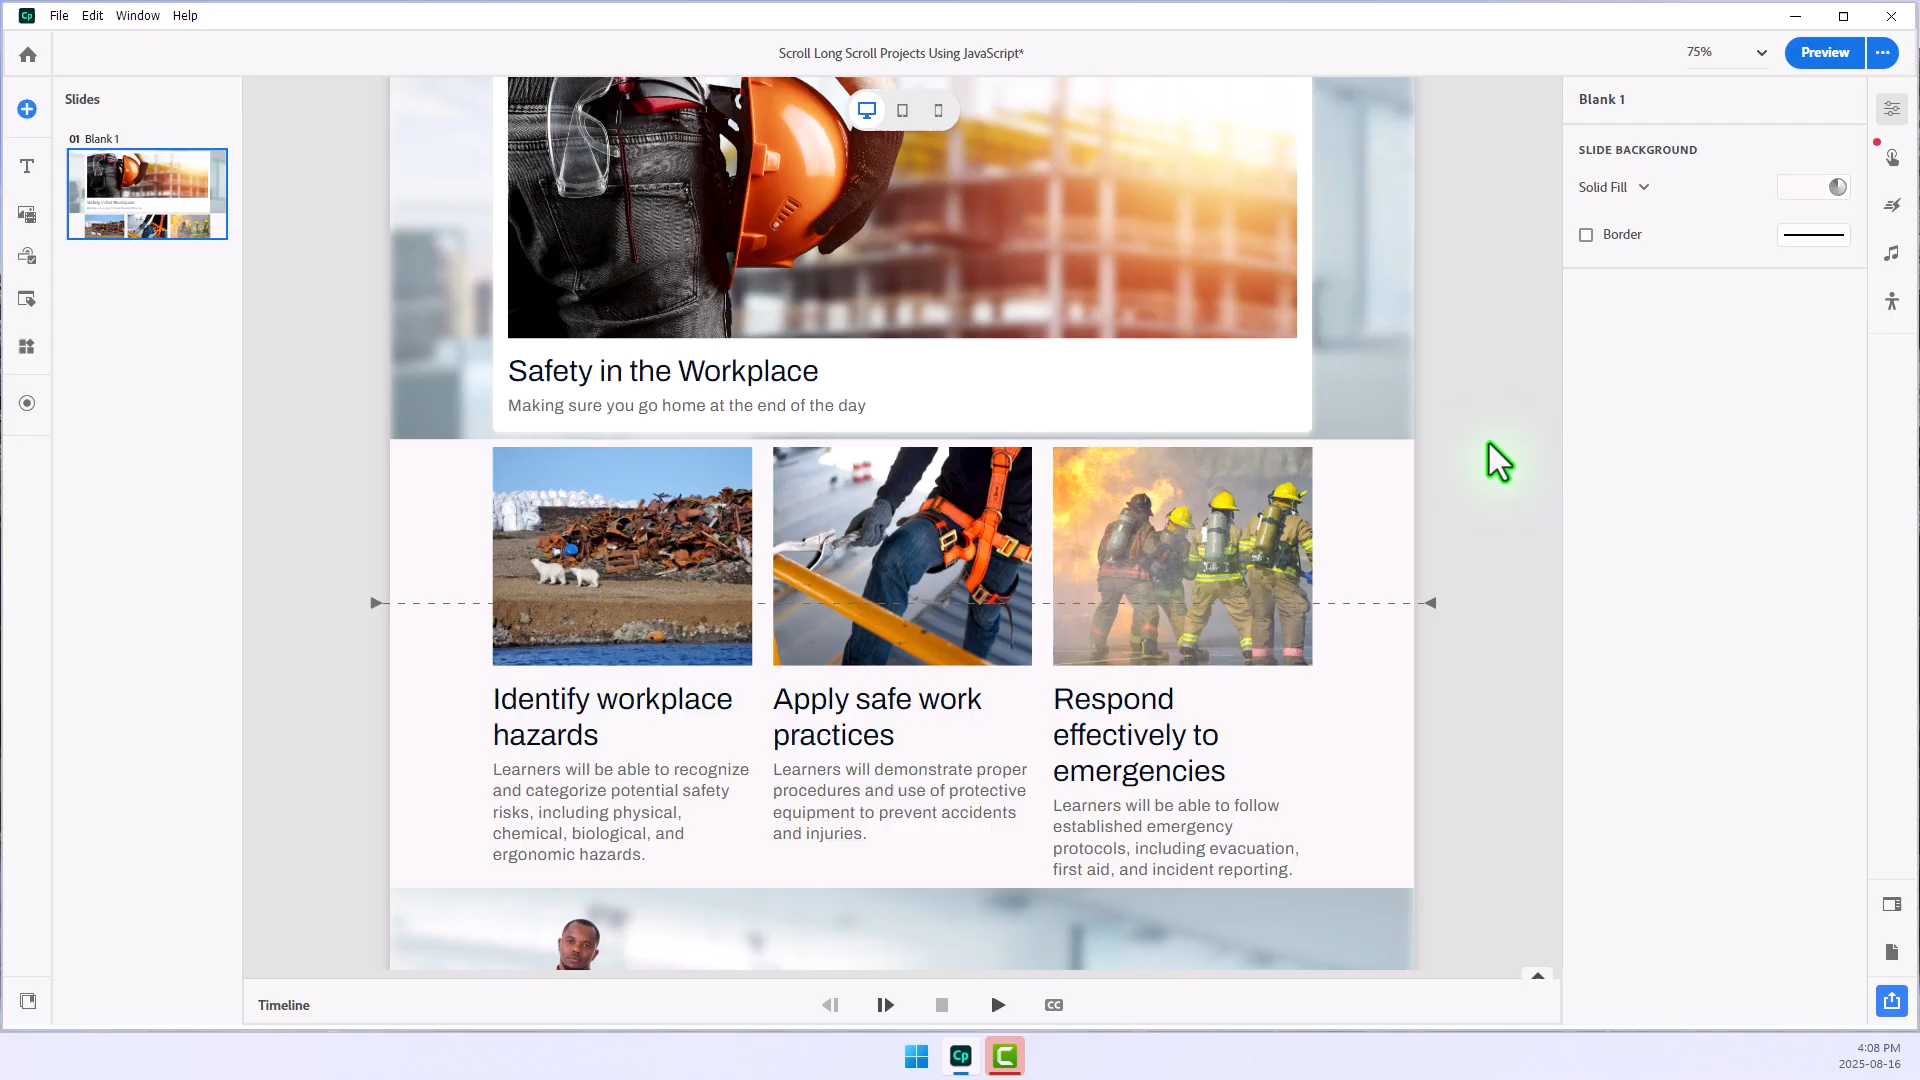 Cp File Edit Window Help
Scroll Long Scroll Projects Using JavaScript*
75%
Preview
Slides
01 Blank 1
Safety in the Workplace
Making sure you go home at the end of the day
Identify workplace
hazards
Learners will be able to recognize
and categorize potential safety
risks, including physical,
chemical, biological, and
ergonomic hazards.
Apply safe work
practices
Learners will demonstrate proper
procedures and use of protective
equipment to prevent accidents
and injuries.
Respond
effectively to
emergencies
Learners will be able to follow
established emergency
protocols, including evacuation,
first aid, and incident reporting.
Blank 1
SLIDE BACKGROUND
Solid Fill
Border
Timeline
CC
Cp
C
4:08 PM
2025-08-16